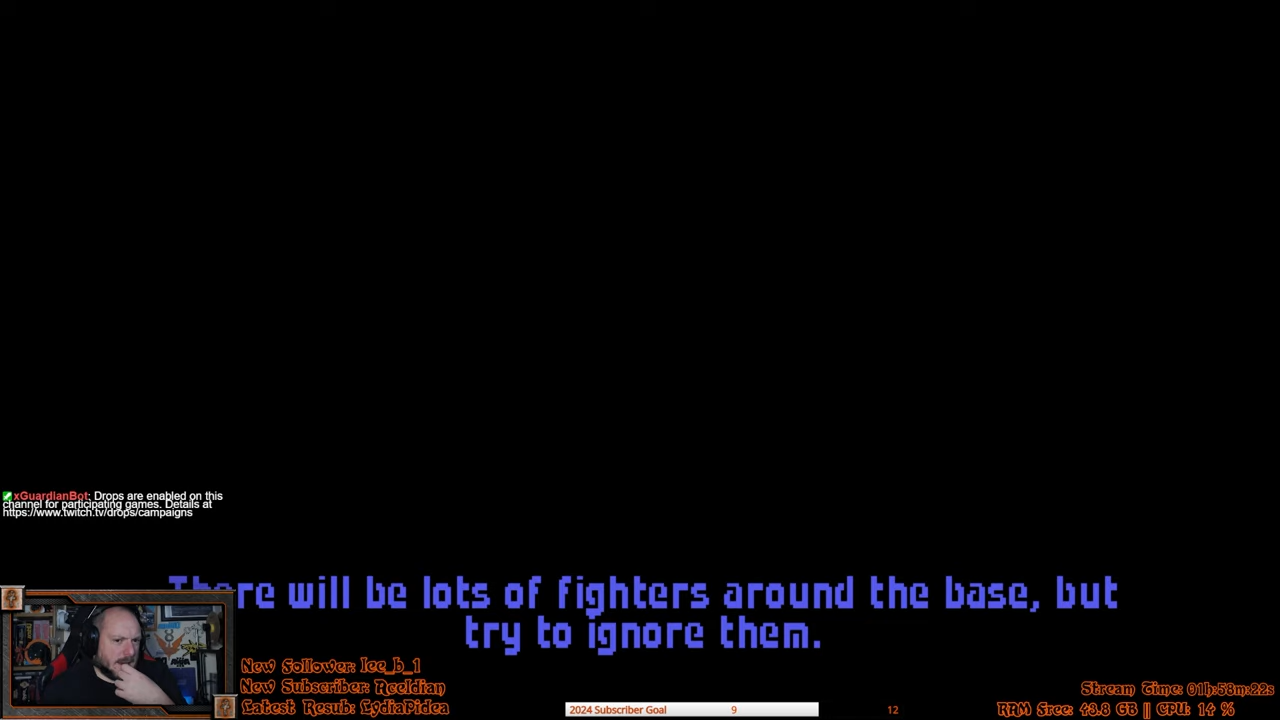 xGuardianBot: Drops are enabled on this
channel for participating games. Details at
https://www.twitch.tv/drops/campaigns
There will be lots of fighters around the base, but
try to ignore them.
New Follower: lee_b_1
New Subscriber: Aceldian
Latest Resub: LydiaPidea
2024 Subscriber Goal 9 12
Stream Time: 01h:58m:22s
RAM Free: 43.8 GB || CPU: 14 %